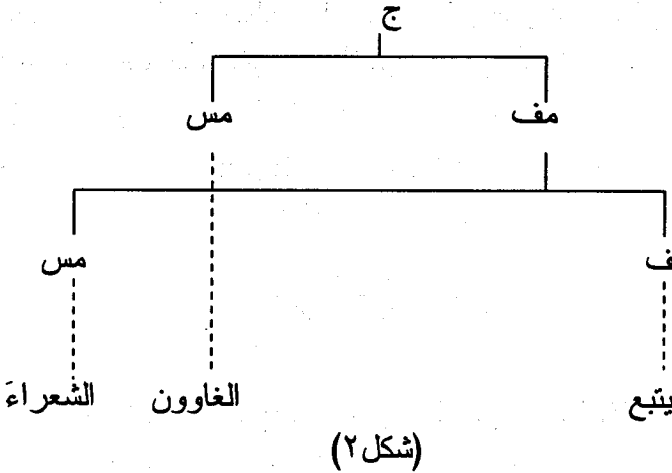 ج
مف مس
ف مس
يتبع الغاوون الشعراءَ
(شكل٢)